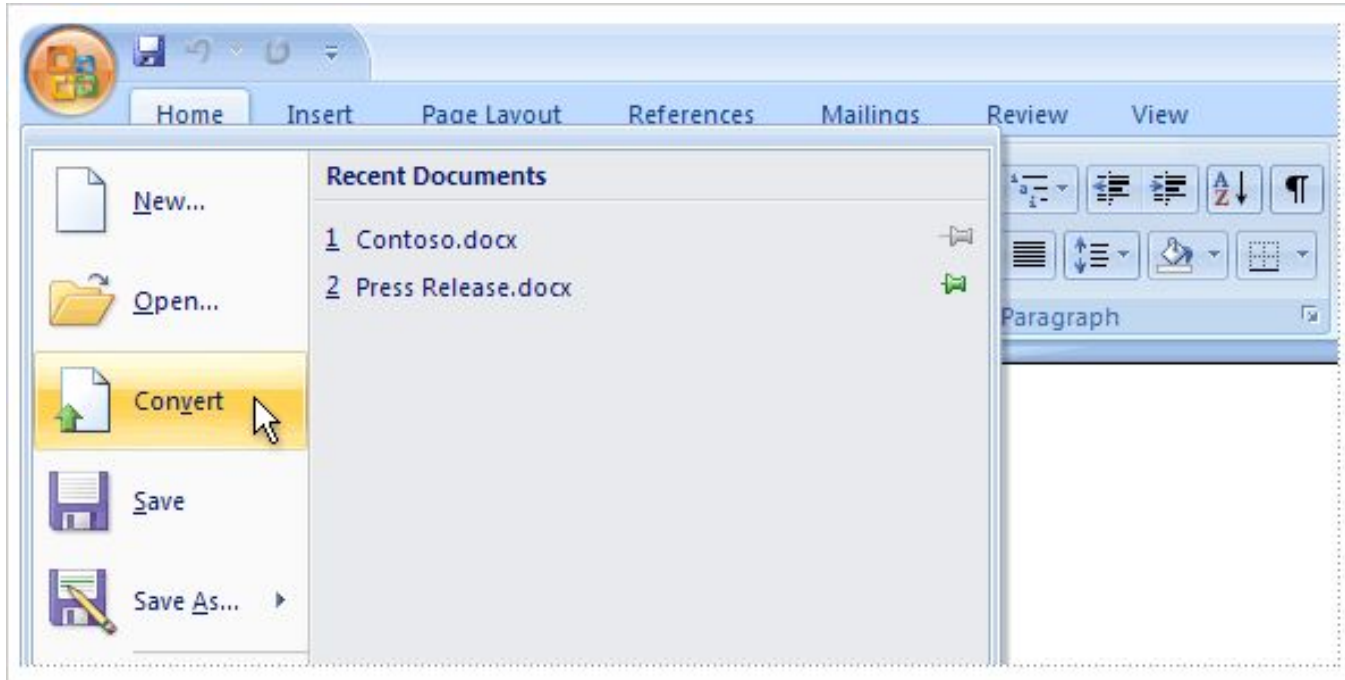 Home Insert Page Layout References Mailings Review View
Recent Documents
New...
1 Contoso.docx
2 Press Release.docx
Open...
Paragraph
Convert
Save
Save As...